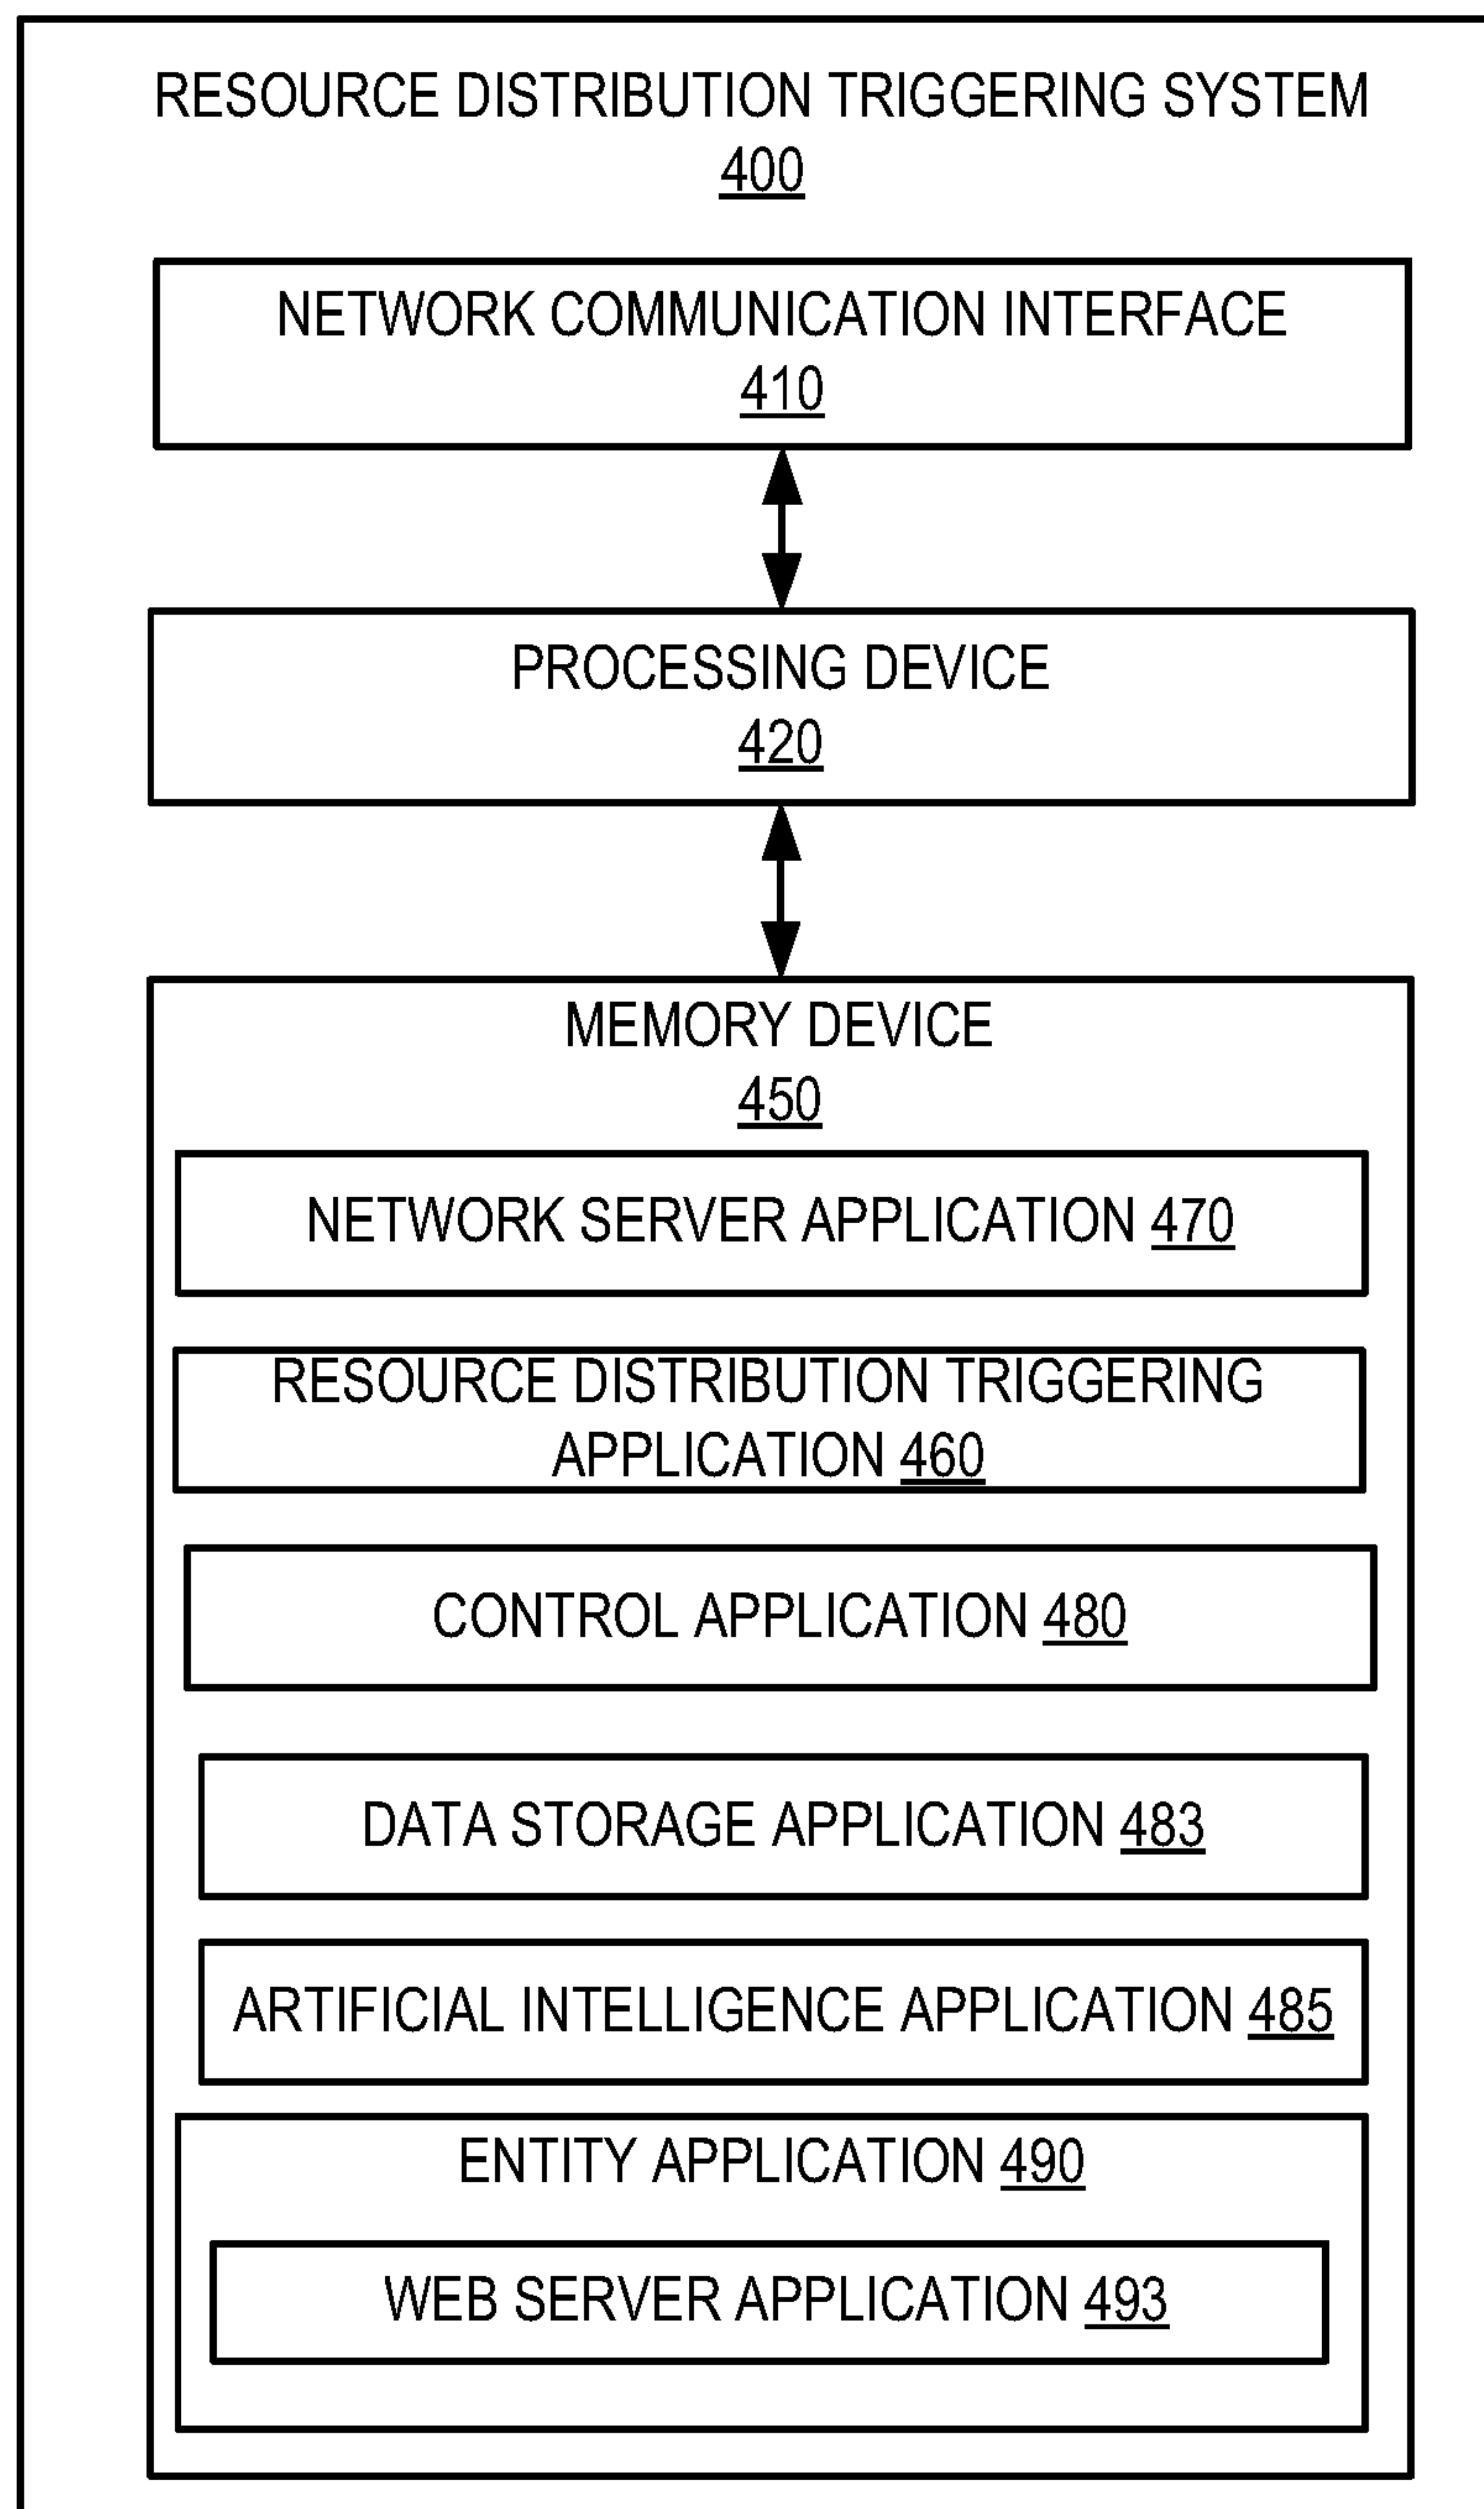 RESOURCE DISTRIBUTION TRIGGERING SYSTEM
400
NETWORK COMMUNICATION INTERFACE
410
PROCESSING DEVICE
420
MEMORY DEVICE
450
NETWORK SERVER APPLICATION 470
RESOURCE DISTRIBUTION TRIGGERING
APPLICATION 460
CONTROL APPLICATION 480
DATA STORAGE APPLICATION 483
ARTIFICIAL INTELLIGENCE APPLICATION 485
ENTITY APPLICATION 490
WEB SERVER APPLICATION 493